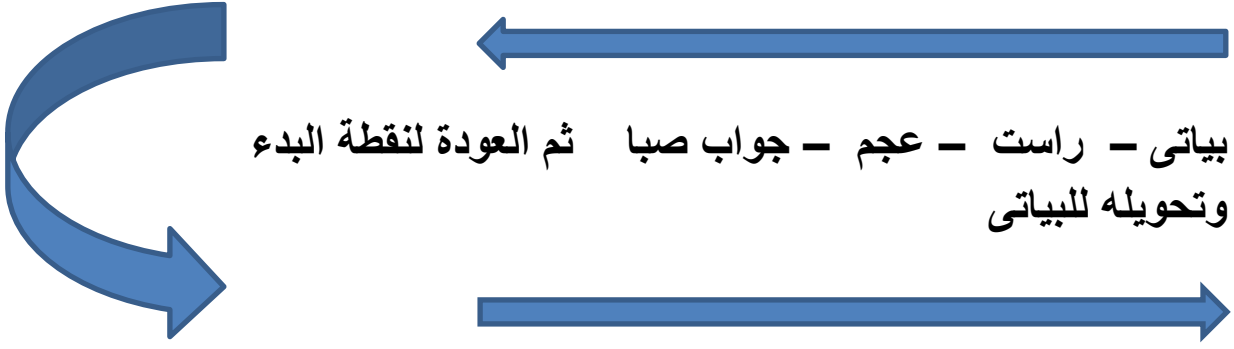 بياتى – راست – عجم – جواب صبا ثم العودة لنقطة البدء
وتحويله للبياتى